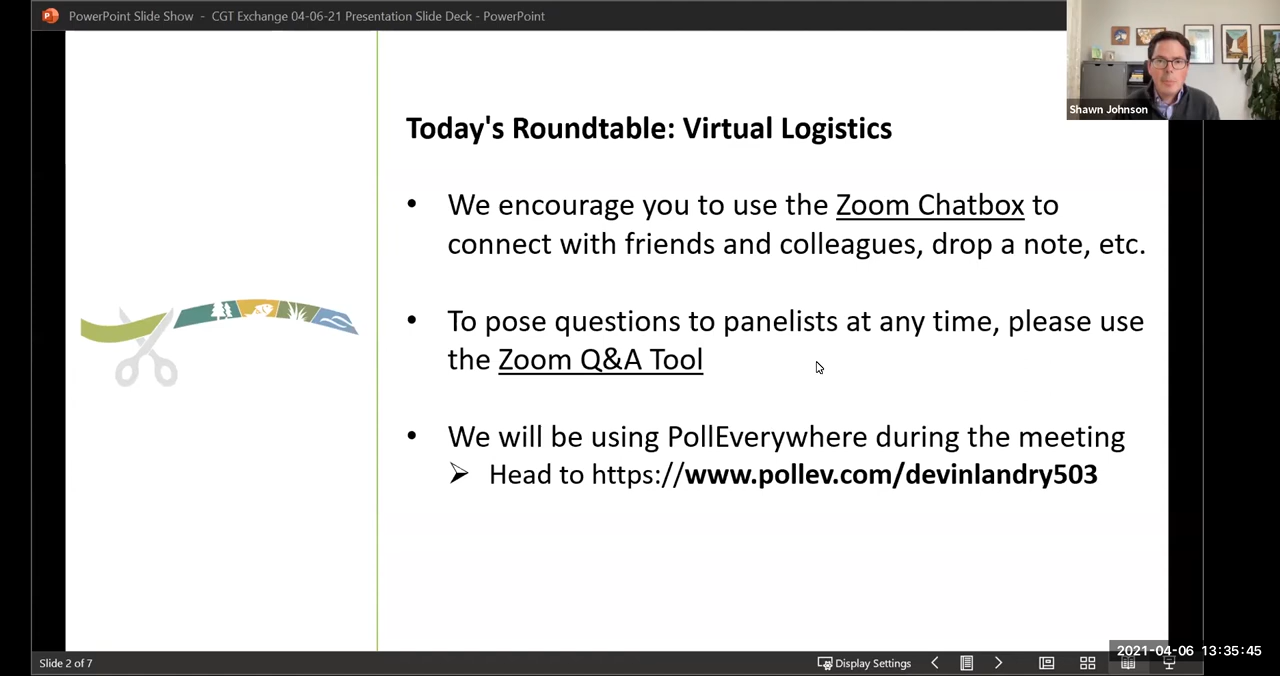 PowerPoint Slide Show - CGT Exchange 04-06-21 Presentation Slide Deck - PowerPoint
Shawn Johnson
Today's Roundtable: Virtual Logistics
• We encourage you to use the Zoom Chatbox to
connect with friends and colleagues, drop a note, etc.
• To pose questions to panelists at any time, please use
the Zoom Q&A Tool
• We will be using PollEverywhere during the meeting
➢ Head to https://www.pollev.com/devinlandry503
2021-04-06 13:35:45
Slide 2 of 7
Display Settings